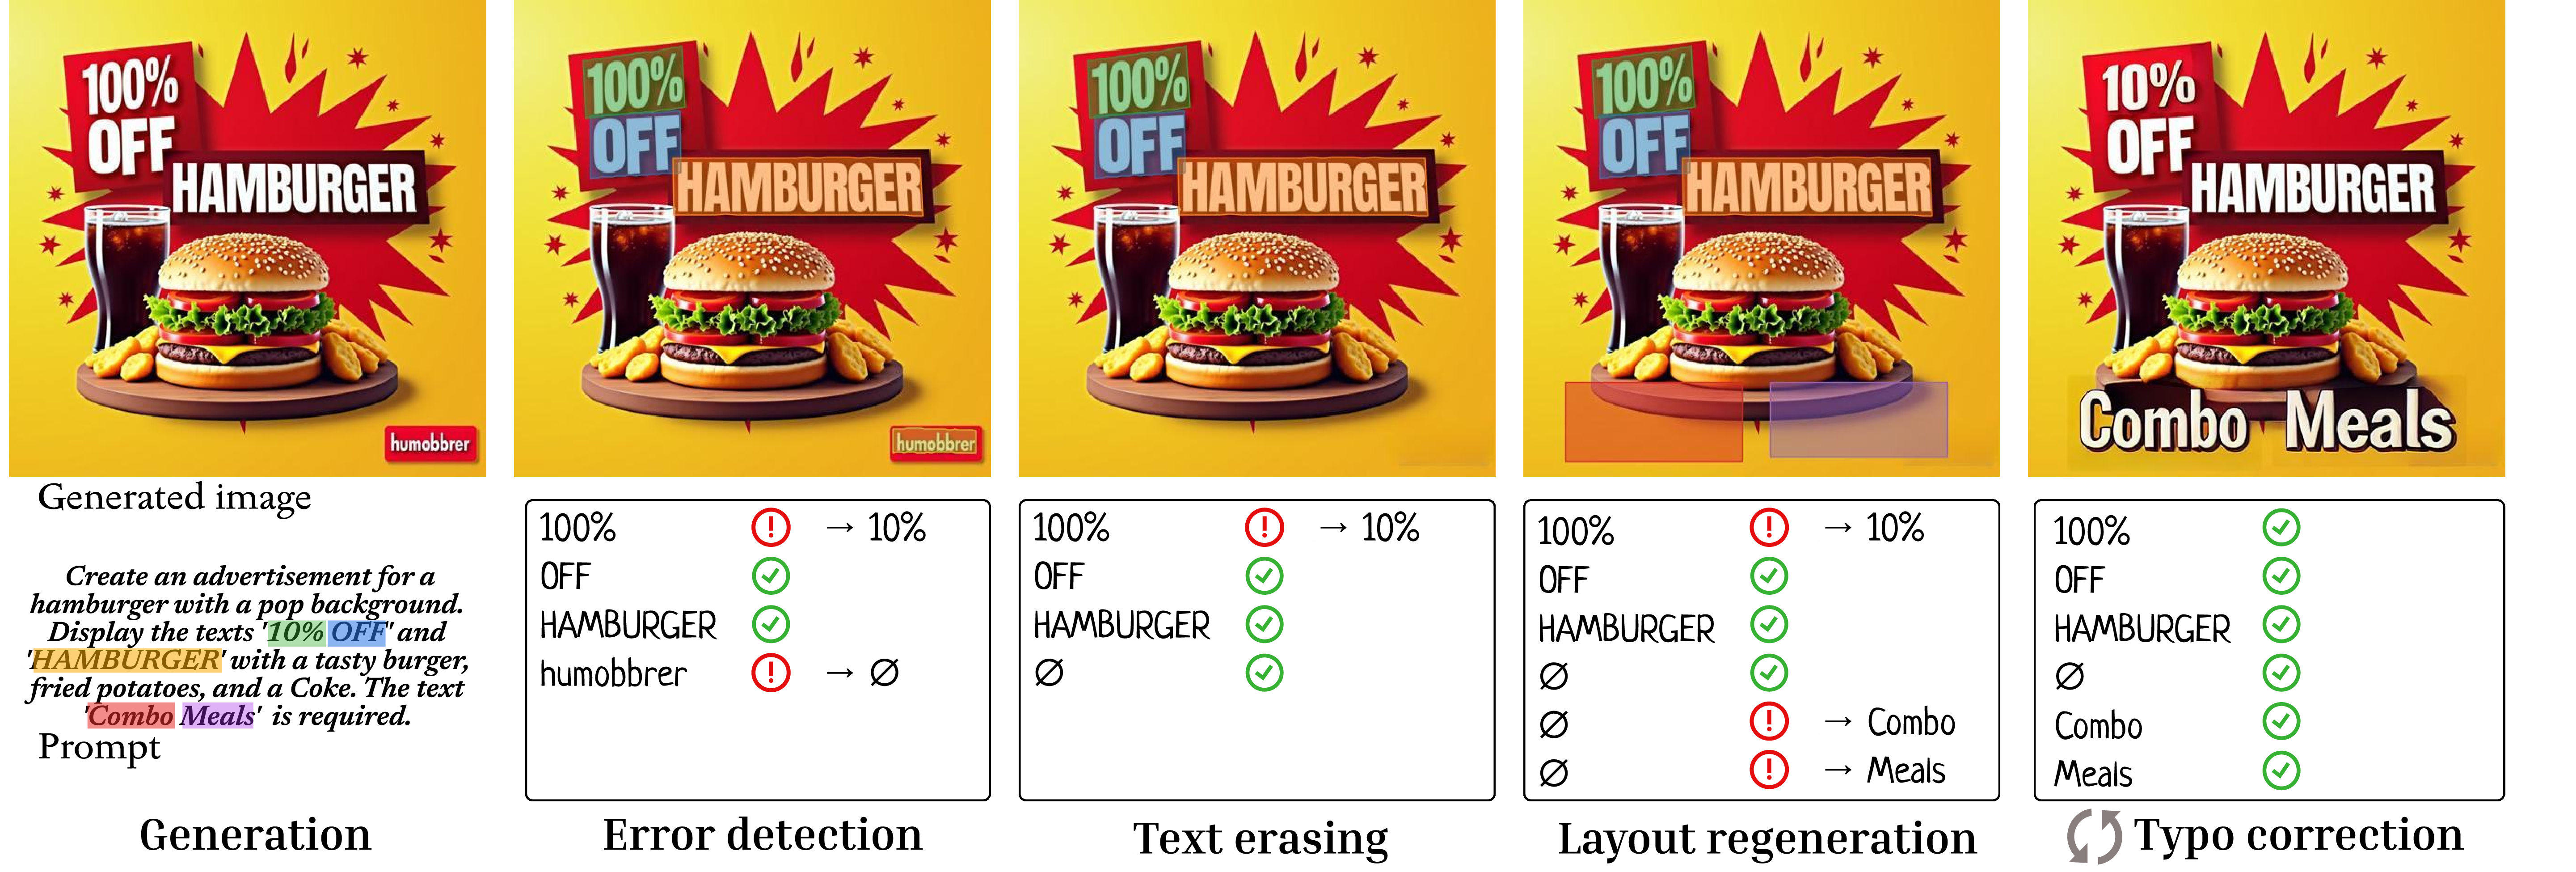 100%
OFF
HAMBURGER
humobbrer
Generated image
Create an advertisement for a
hamburger with a pop background.
Display the texts '10% OFF' and
'HAMBURGER' with a tasty burger,
fried potatoes, and a Coke. The text
'Combo Meals' is required.
Prompt
Generation
100%
OFF
HAMBURGER
humobbrer
100% ! → 10%
OFF
HAMBURGER
humobbrer ! → Ø
Error detection
100%
OFF
HAMBURGER
100% ! → 10%
OFF
HAMBURGER
Ø
Text erasing
100%
OFF
HAMBURGER
100% ! → 10%
OFF
HAMBURGER
Ø
Ø ! → Combo
Ø ! → Meals
Layout regeneration
10%
OFF
HAMBURGER
Combo Meals
100%
OFF
HAMBURGER
Ø
Combo
Meals
Typo correction